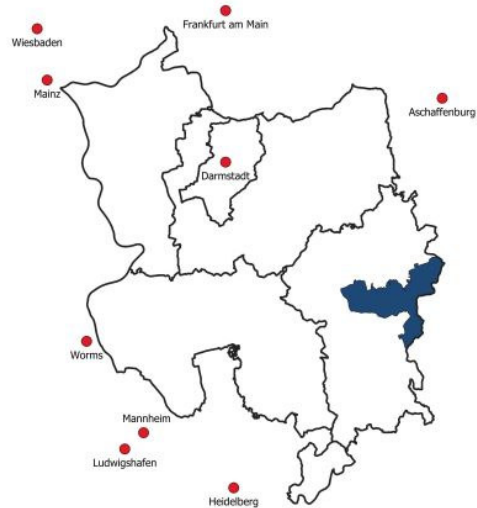 Frankfurt am Main
Wiesbaden
Mainz
Aschaffenburg
Darmstadt
Worms
Mannheim
Ludwigshafen
Heidelberg